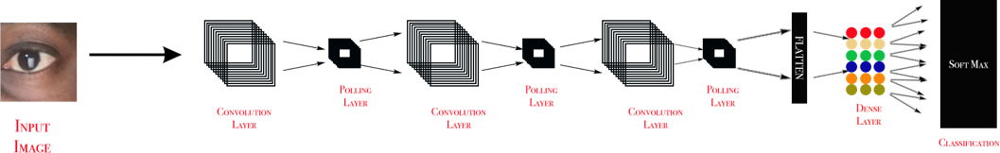 Input
Image
Convolution
Layer
Polling
Layer
Convolution
Layer
Polling
Layer
Convolution
Layer
Polling
Layer
Flatten
Dense
Layer
Soft Max
Classification